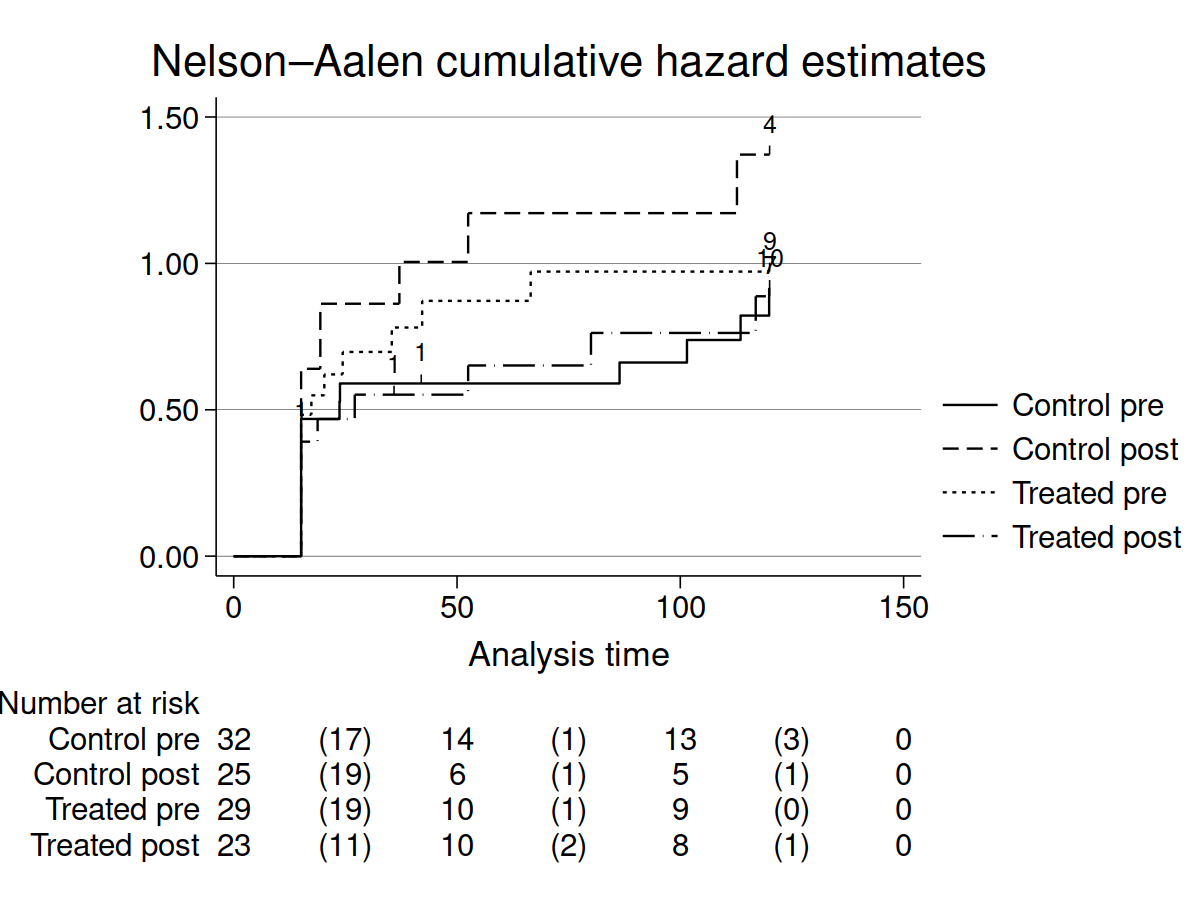 Nelson–Aalen cumulative hazard estimates
1.50
1.00
0.50
0.00
4
9
10
7
1
1
1
0 50 100 150
Analysis time
Control pre
Control post
Treated pre
Treated post
Number at risk
Control pre 32 (17) 14 (1) 13 (3) 0
Control post 25 (19) 6 (1) 5 (1) 0
Treated pre 29 (19) 10 (1) 9 (0) 0
Treated post 23 (11) 10 (2) 8 (1) 0